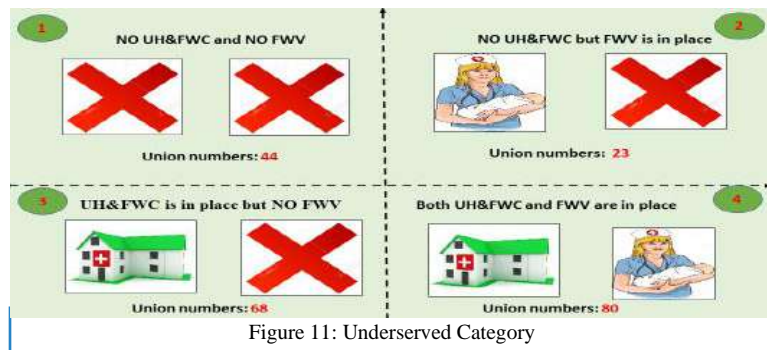 1
NO UH&FWC and NO FWV
Union numbers: 44
2
NO UH&FWC but FWV is in place
Union numbers: 23
3
UH&FWC is in place but NO FWV
Union numbers: 68
4
Both UH&FWC and FWV are in place
Union numbers: 80
Figure 11: Underserved Category